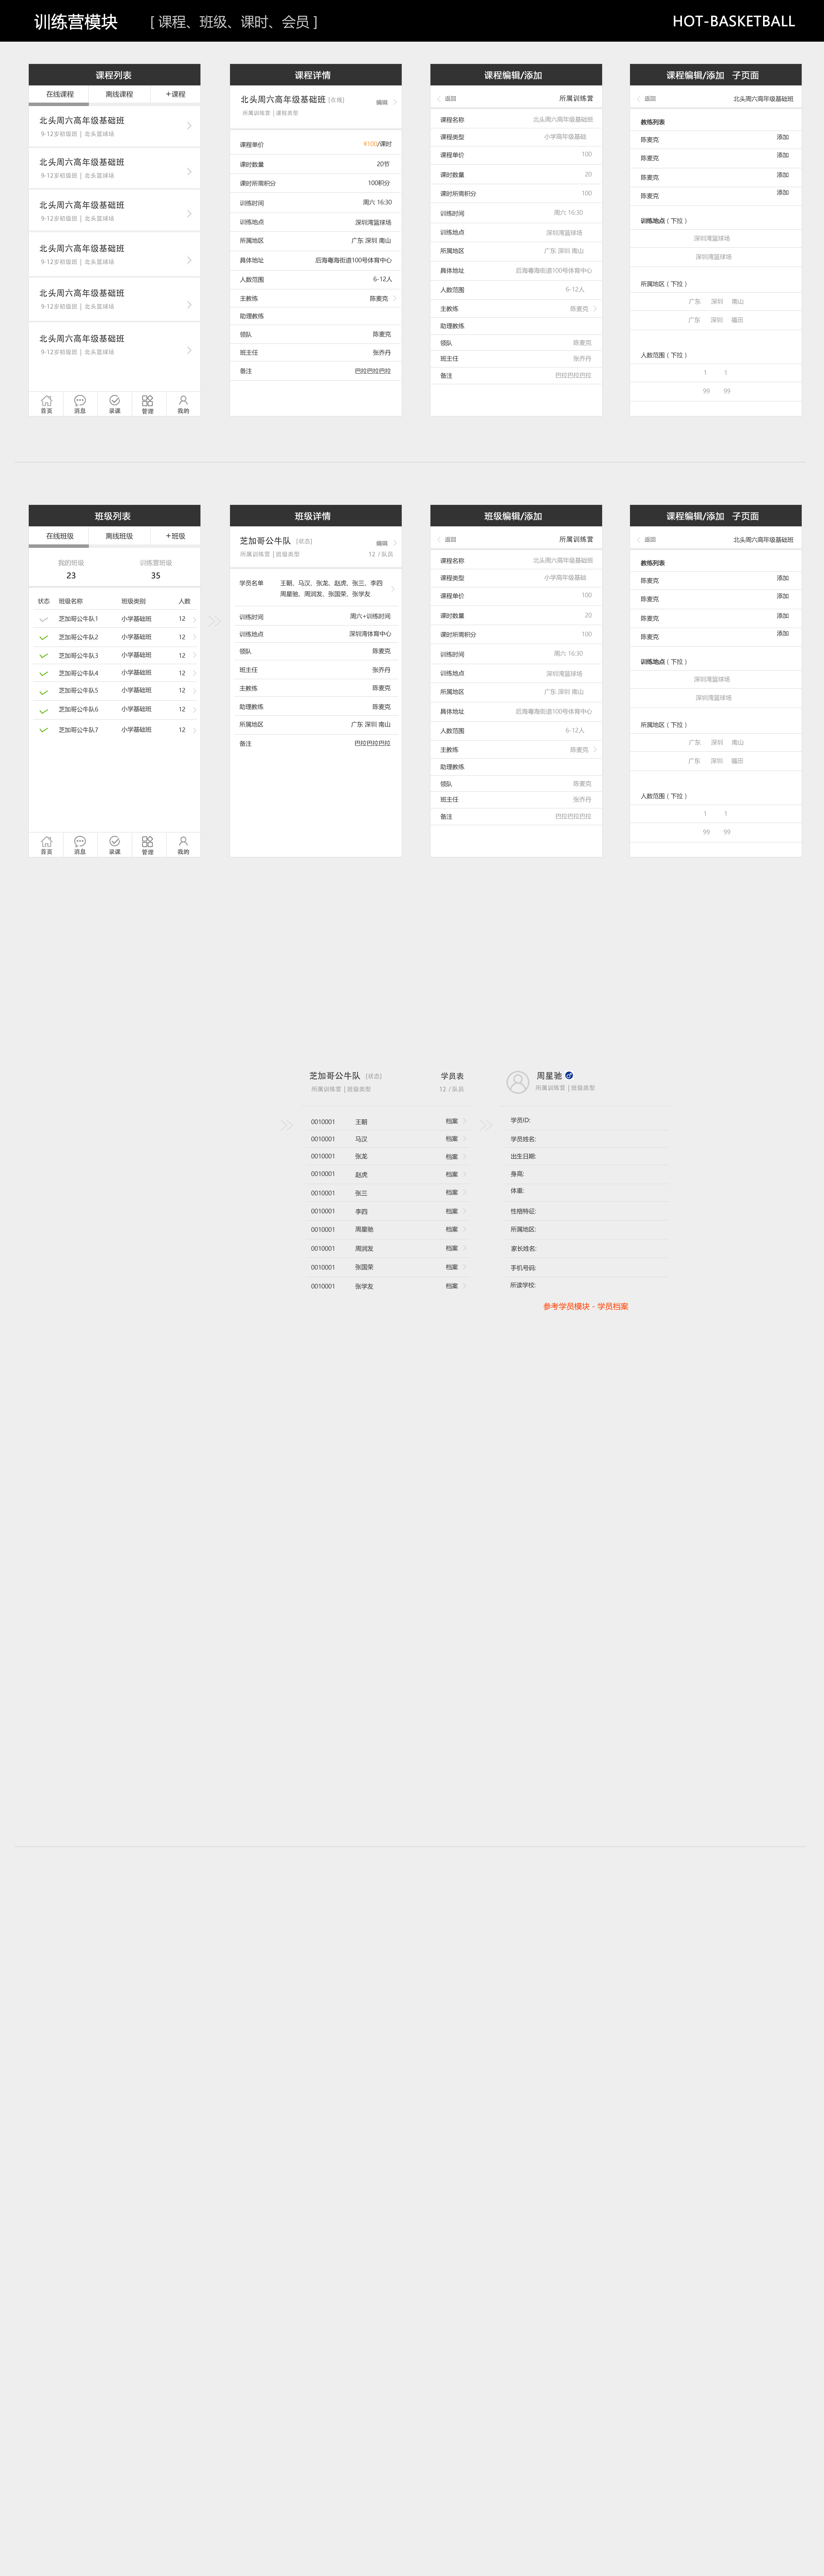 训练营模块 [ 课程、班级、课时、会员 ] HOT-BASKETBALL
课程列表
在线课程 离线课程 +课程
北头周六高年级基础班
9-12岁初级班 | 北头篮球场
北头周六高年级基础班
9-12岁初级班 | 北头篮球场
北头周六高年级基础班
9-12岁初级班 | 北头篮球场
北头周六高年级基础班
9-12岁初级班 | 北头篮球场
北头周六高年级基础班
9-12岁初级班 | 北头篮球场
北头周六高年级基础班
9-12岁初级班 | 北头篮球场
首页 消息 录课 管理 我的
课程详情
北头周六高年级基础班 [在线] 编辑
所属训练营 | 课程类型
课程单价 ¥100/课时
课时数量 20节
课时所需积分 100积分
训练时间 周六 16:30
训练地点 深圳湾篮球场
所属地区 广东 深圳 南山
具体地址 后海粤海街道100号体育中心
人数范围 6-12人
主教练 陈麦克
助理教练
领队 陈麦克
班主任 张乔丹
备注 巴拉巴拉巴拉
课程编辑/添加
返回 所属训练营
课程名称 北头周六高年级基础班
课程类型 小学高年级基础
课程单价 100
课时数量 20
课时所需积分 100
训练时间 周六 16:30
训练地点 深圳湾篮球场
所属地区 广东 深圳 南山
具体地址 后海粤海街道100号体育中心
人数范围 6-12人
主教练 陈麦克
助理教练
领队 陈麦克
班主任 张乔丹
备注 巴拉巴拉巴拉
课程编辑/添加 子页面
返回 北头周六高年级基础班
教练列表
陈麦克 添加
陈麦克 添加
陈麦克 添加
陈麦克 添加
训练地点 ( 下拉 )
深圳湾篮球场
深圳湾篮球场
所属地区 ( 下拉 )
广东 深圳 南山
广东 深圳 福田
人数范围 ( 下拉 )
1 1
99 99
班级列表
在线班级 离线班级 +班级
我的班级 训练营班级
23 35
状态 班级名称 班级类别 人数
芝加哥公牛队1 小学基础班 12
芝加哥公牛队2 小学基础班 12
芝加哥公牛队3 小学基础班 12
芝加哥公牛队4 小学基础班 12
芝加哥公牛队5 小学基础班 12
芝加哥公牛队6 小学基础班 12
芝加哥公牛队7 小学基础班 12
首页 消息 录课 管理 我的
班级详情
芝加哥公牛队 [状态] 编辑
所属训练营 | 班级类型 12 / 队员
学员名单 王朝、马汉、张龙、赵虎、张三、李四
周星驰、周润发、张国荣、张学友
训练时间 周六+训练时间
训练地点 深圳湾体育中心
领队 陈麦克
班主任 张乔丹
主教练 陈麦克
助理教练 陈麦克
所属地区 广东 深圳 南山
备注 巴拉巴拉巴拉
班级编辑/添加
返回 所属训练营
课程名称 北头周六高年级基础班
课程类型 小学高年级基础
课程单价 100
课时数量 20
课时所需积分 100
训练时间 周六 16:30
训练地点 深圳湾篮球场
所属地区 广东 深圳 南山
具体地址 后海粤海街道100号体育中心
人数范围 6-12人
主教练 陈麦克
助理教练
领队 陈麦克
班主任 张乔丹
备注 巴拉巴拉巴拉
课程编辑/添加 子页面
返回 北头周六高年级基础班
教练列表
陈麦克 添加
陈麦克 添加
陈麦克 添加
陈麦克 添加
训练地点 ( 下拉 )
深圳湾篮球场
深圳湾篮球场
所属地区 ( 下拉 )
广东 深圳 南山
广东 深圳 福田
人数范围 ( 下拉 )
1 1
99 99
芝加哥公牛队 [状态] 学员表
所属训练营 | 班级类型 12 / 队员
0010001 王朝 档案
0010001 马汉 档案
0010001 张龙 档案
0010001 赵虎 档案
0010001 张三 档案
0010001 李四 档案
0010001 周星驰 档案
0010001 周润发 档案
0010001 张国荣 档案
0010001 张学友 档案
周星驰
所属训练营 | 班级类型
学员ID:
学员姓名:
出生日期:
身高:
体重:
性格特征:
所属地区:
家长姓名:
手机号码:
所读学校:
参考学员模块 - 学员档案